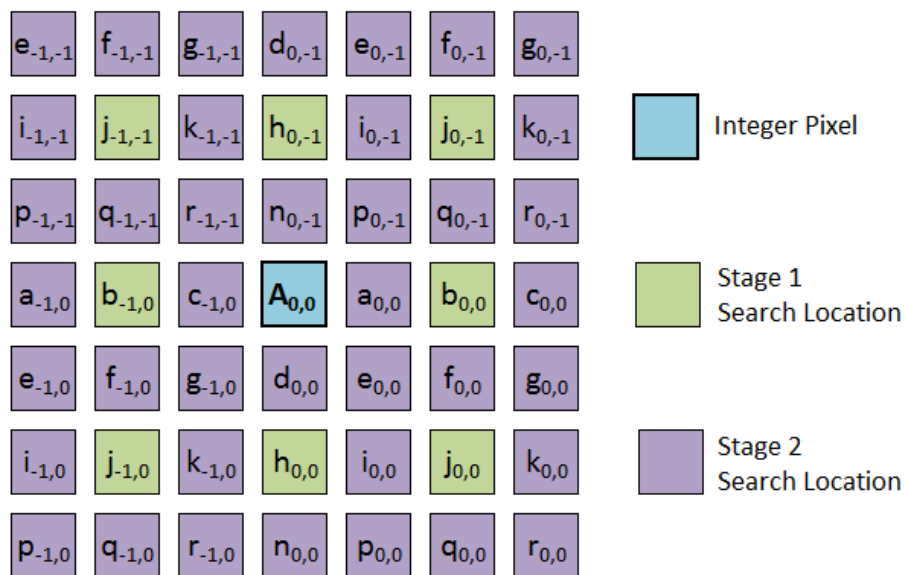 e-1,-1 f-1,-1 g-1,-1 d0,-1 e0,-1 f0,-1 g0,-1
i-1,-1 j-1,-1 k-1,-1 h0,-1 i0,-1 j0,-1 k0,-1 Integer Pixel
p-1,-1 q-1,-1 r-1,-1 n0,-1 p0,-1 q0,-1 r0,-1
a-1,0 b-1,0 c-1,0 A0,0 a0,0 b0,0 c0,0
Stage 1
Search Location
e-1,0 f-1,0 g-1,0 d0,0 e0,0 f0,0 g0,0
i-1,0 j-1,0 k-1,0 h0,0 i0,0 j0,0 k0,0
Stage 2
Search Location
p-1,0 q-1,0 r-1,0 n0,0 p0,0 q0,0 r0,0